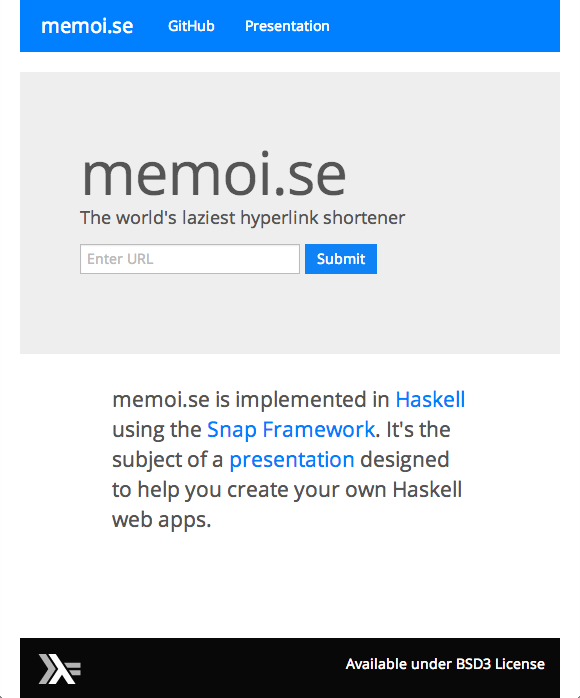 memoi.se GitHub Presentation
memoi.se
The world's laziest hyperlink shortener
Enter URL Submit
memoi.se is implemented in Haskell
using the Snap Framework. It's the
subject of a presentation designed
to help you create your own Haskell
web apps.
Available under BSD3 License